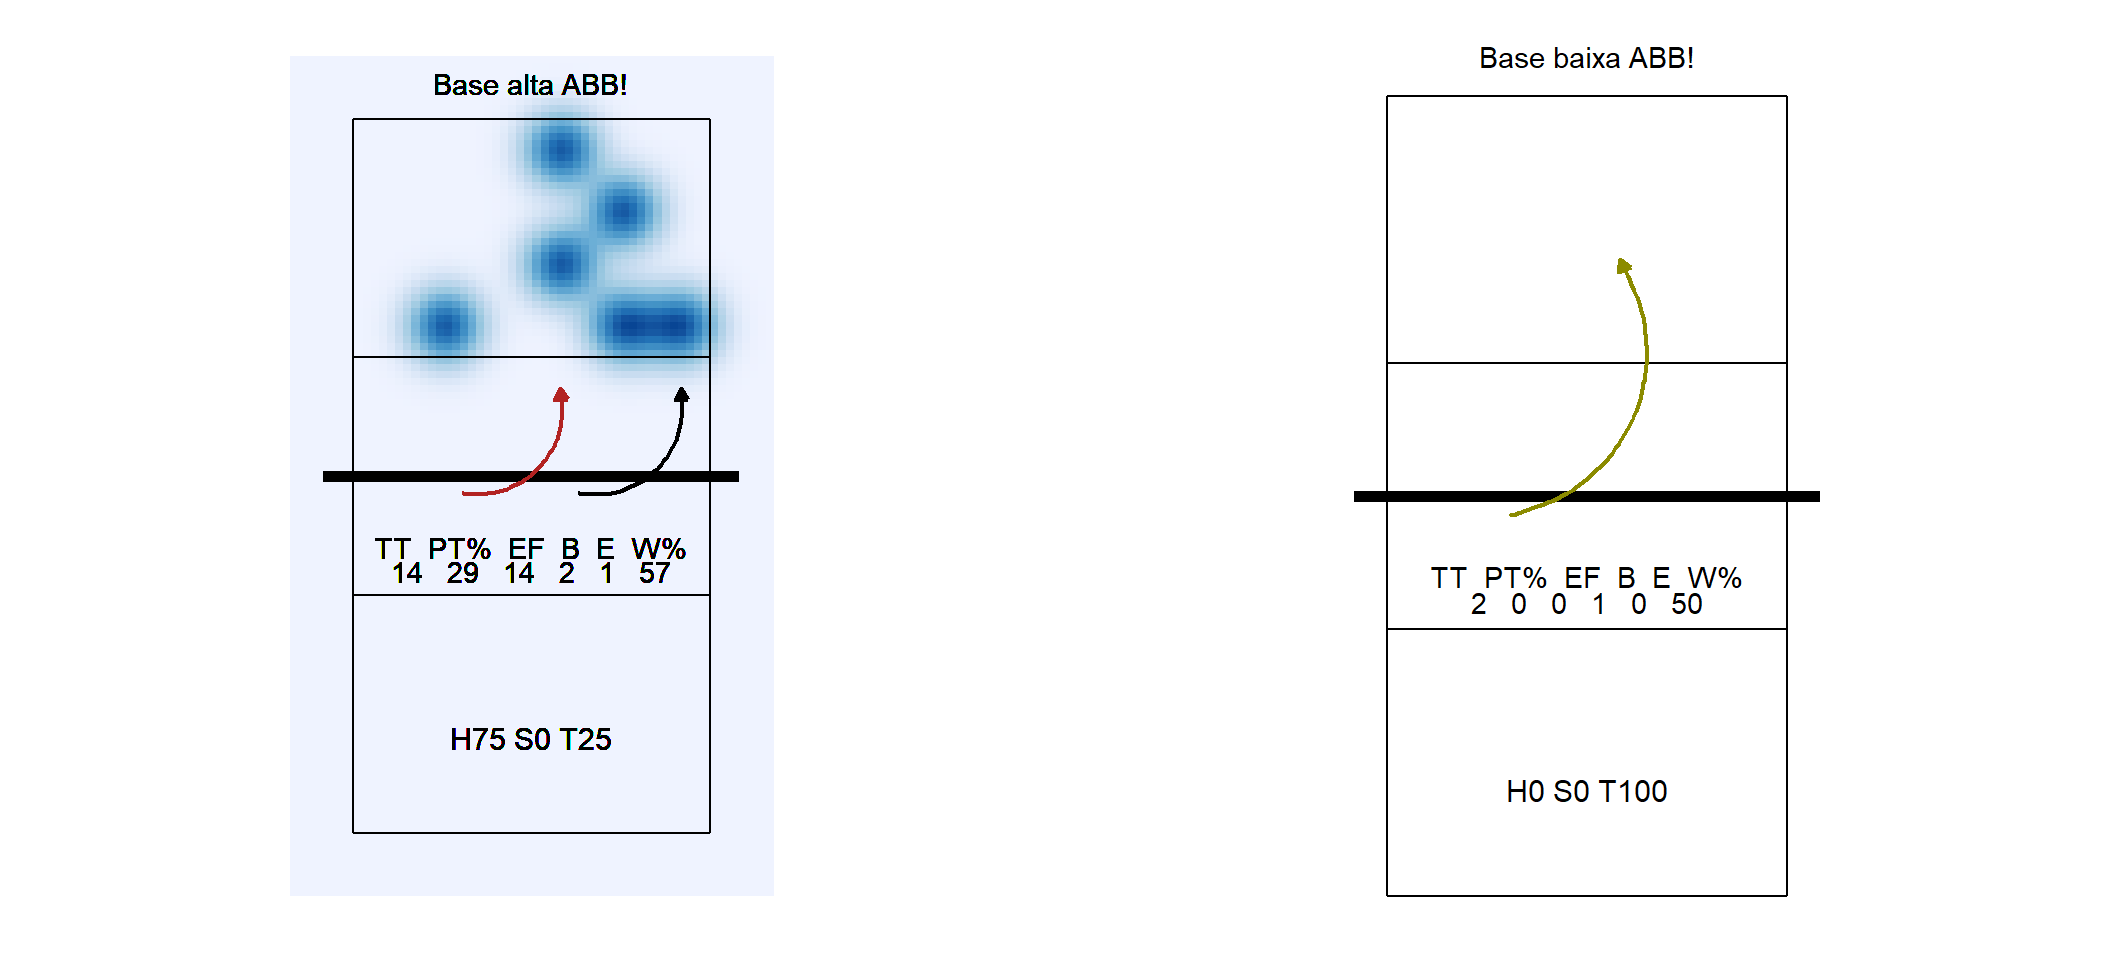 Base alta ABB!
TT PT% EF B E W%
14 29 14 2 1 57
H75 S0 T25
Base baixa ABB!
TT PT% EF B E W%
2 0 0 1 0 50
H0 S0 T100